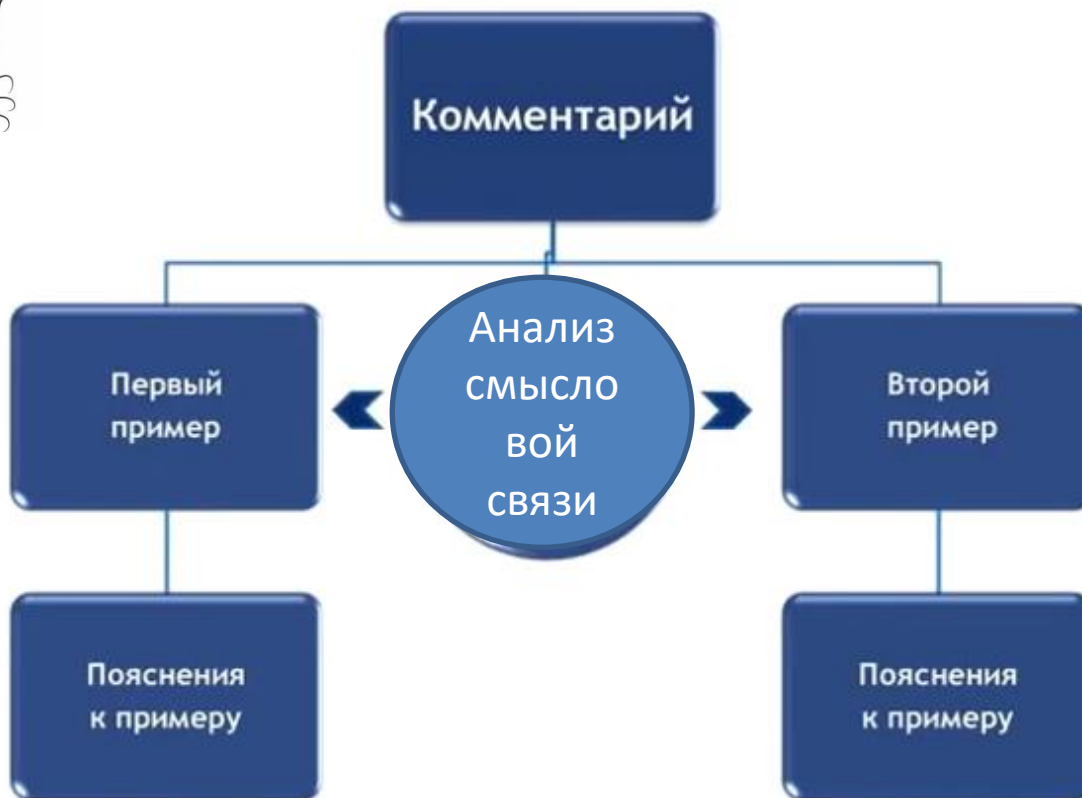 Комментарий
Первый
пример
Анализ
смысло
вой
связи
Второй
пример
Пояснения
к примеру
Пояснения
к примеру